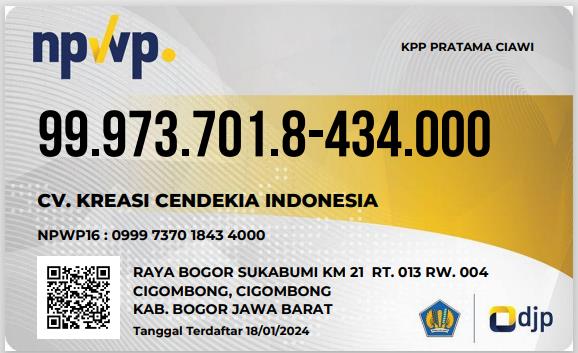 npwp.
KPP PRATAMA CIAWI
99.973.701.8-434.000
CV. KREASI CENDEKIA INDONESIA
NPWP16 : 0999 7370 1843 4000
RAYA BOGOR SUKABUMI KM 21 RT. 013 RW. 004
CIGOMBONG, CIGOMBONG
KAB. BOGOR JAWA BARAT
Tanggal Terdaftar 18/01/2024
djp